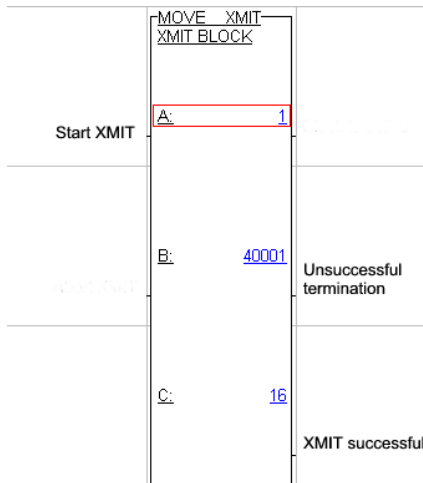 MOVE XMIT
XMIT BLOCK
A: 1
Start XMIT
B: 40001
Unsuccessful
termination
C: 16
XMIT successful